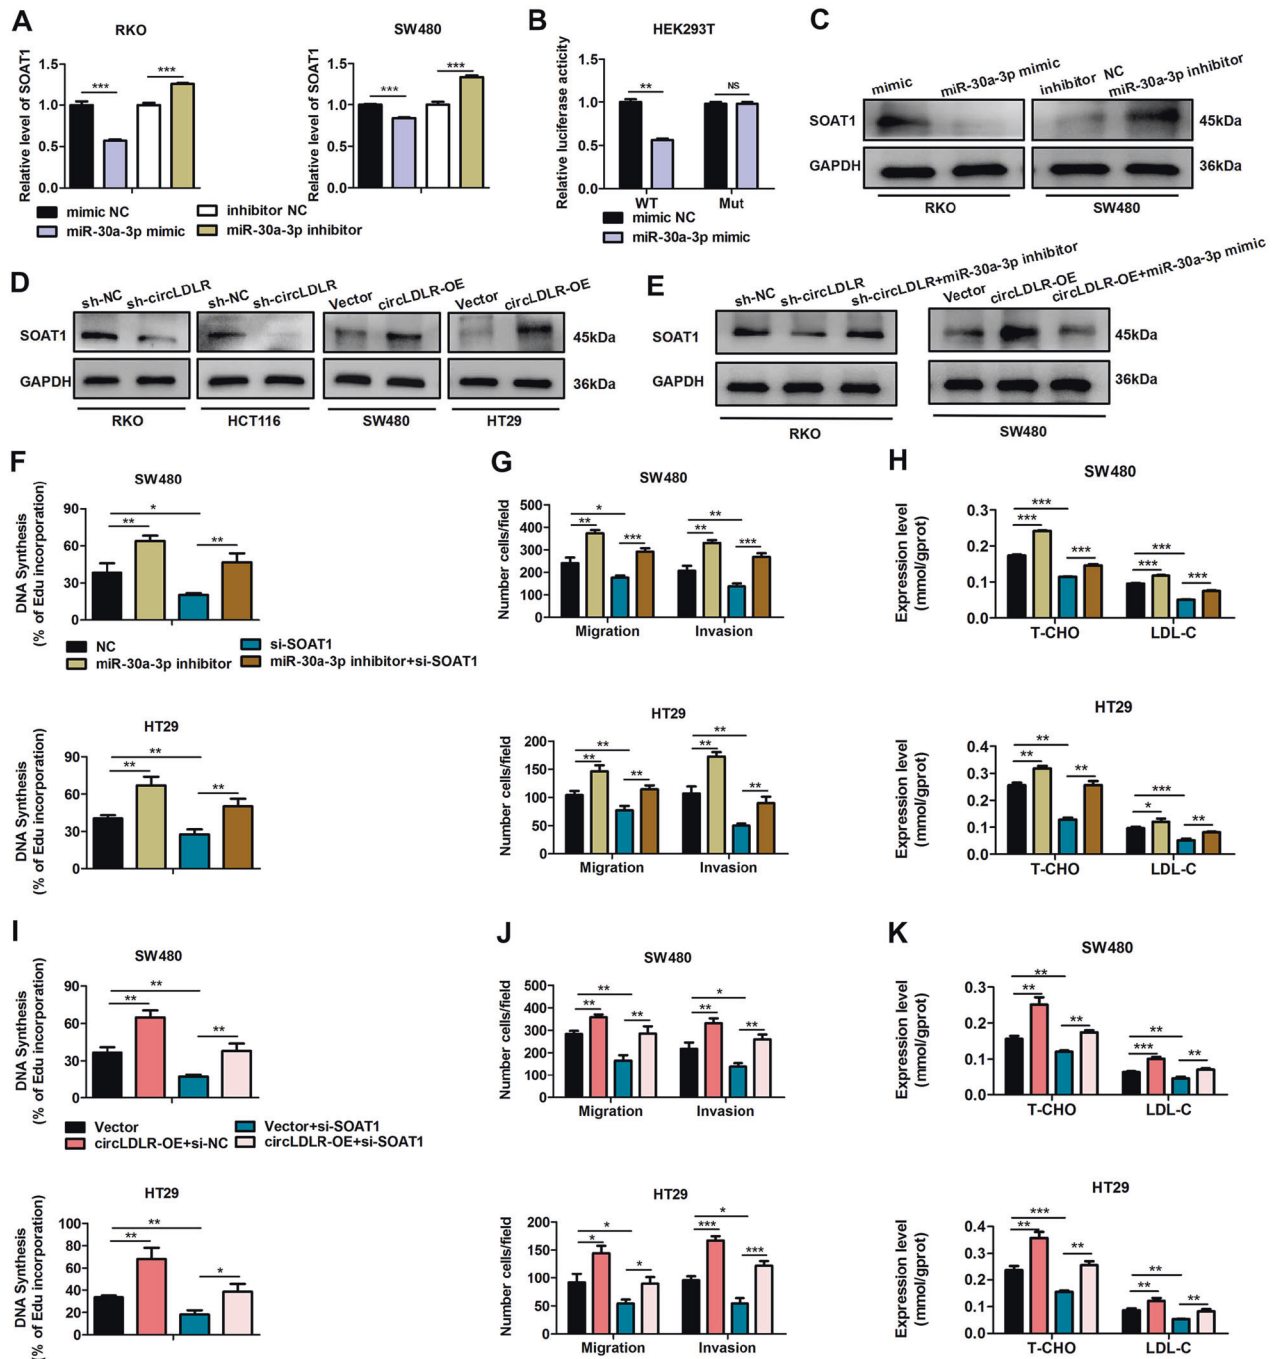 A
RKO
SW480
Relative level of SOAT1
1.5
1.0
0.5
0.0
***
***
Relative level of SOAT1
1.5
1.0
0.5
0.0
***
***
mimic NC
inhibitor NC
miR-30a-3p mimic
miR-30a-3p inhibitor
B
HEK293T
Relative luciferase acticity
1.5
1.0
0.5
0.0
**
NS
WT
Mut
mimic NC
miR-30a-3p mimic
C
mimic
miR-30a-3p mimic
inhibitor NC
miR-30a-3p inhibitor
SOAT1
45kDa
GAPDH
36kDa
RKO
SW480
D
sh-NC
sh-circLDLR
sh-NC
sh-circLDLR
Vector
circLDLR-OE
Vector
circLDLR-OE
SOAT1
45kDa
GAPDH
36kDa
RKO
HCT116
SW480
HT29
E
sh-NC
sh-circLDLR
sh-circLDLR+miR-30a-3p inhibitor
Vector
circLDLR-OE
circLDLR-OE+miR-30a-3p mimic
SOAT1
45kDa
GAPDH
36kDa
RKO
SW480
F
SW480
DNA Synthesis
(% of Edu incorporation)
90
60
30
0
*
**
**
NC
si-SOAT1
miR-30a-3p inhibitor
miR-30a-3p inhibitor+si-SOAT1
HT29
DNA Synthesis
(% of Edu incorporation)
90
60
30
0
**
**
**
G
SW480
Number cells/field
500
400
300
200
100
0
*
**
***
**
**
***
Migration
Invasion
HT29
Number cells/field
200
150
100
50
0
**
**
**
**
**
**
Migration
Invasion
H
SW480
Expression level
(mmol/gprot)
0.3
0.2
0.1
0.0
***
***
***
***
***
***
T-CHO
LDL-C
HT29
Expression level
(mmol/gprot)
0.4
0.3
0.2
0.1
0.0
**
**
**
***
*
**
T-CHO
LDL-C
I
SW480
DNA Synthesis
(% of Edu incorporation)
90
60
30
0
**
**
**
Vector
Vector+si-SOAT1
circLDLR-OE+si-NC
circLDLR-OE+si-SOAT1
HT29
DNA Synthesis
(% of Edu incorporation)
100
80
60
40
20
0
**
**
*
J
SW480
Number cells/field
500
400
300
200
100
0
**
**
**
*
**
**
Migration
Invasion
HT29
Number cells/field
200
150
100
50
0
*
*
*
*
***
***
Migration
Invasion
K
SW480
Expression level
(mmol/gprot)
0.3
0.2
0.1
0.0
**
**
**
**
***
**
T-CHO
LDL-C
HT29
Expression level
(mmol/gprot)
0.4
0.3
0.2
0.1
0.0
***
**
**
**
**
**
T-CHO
LDL-C